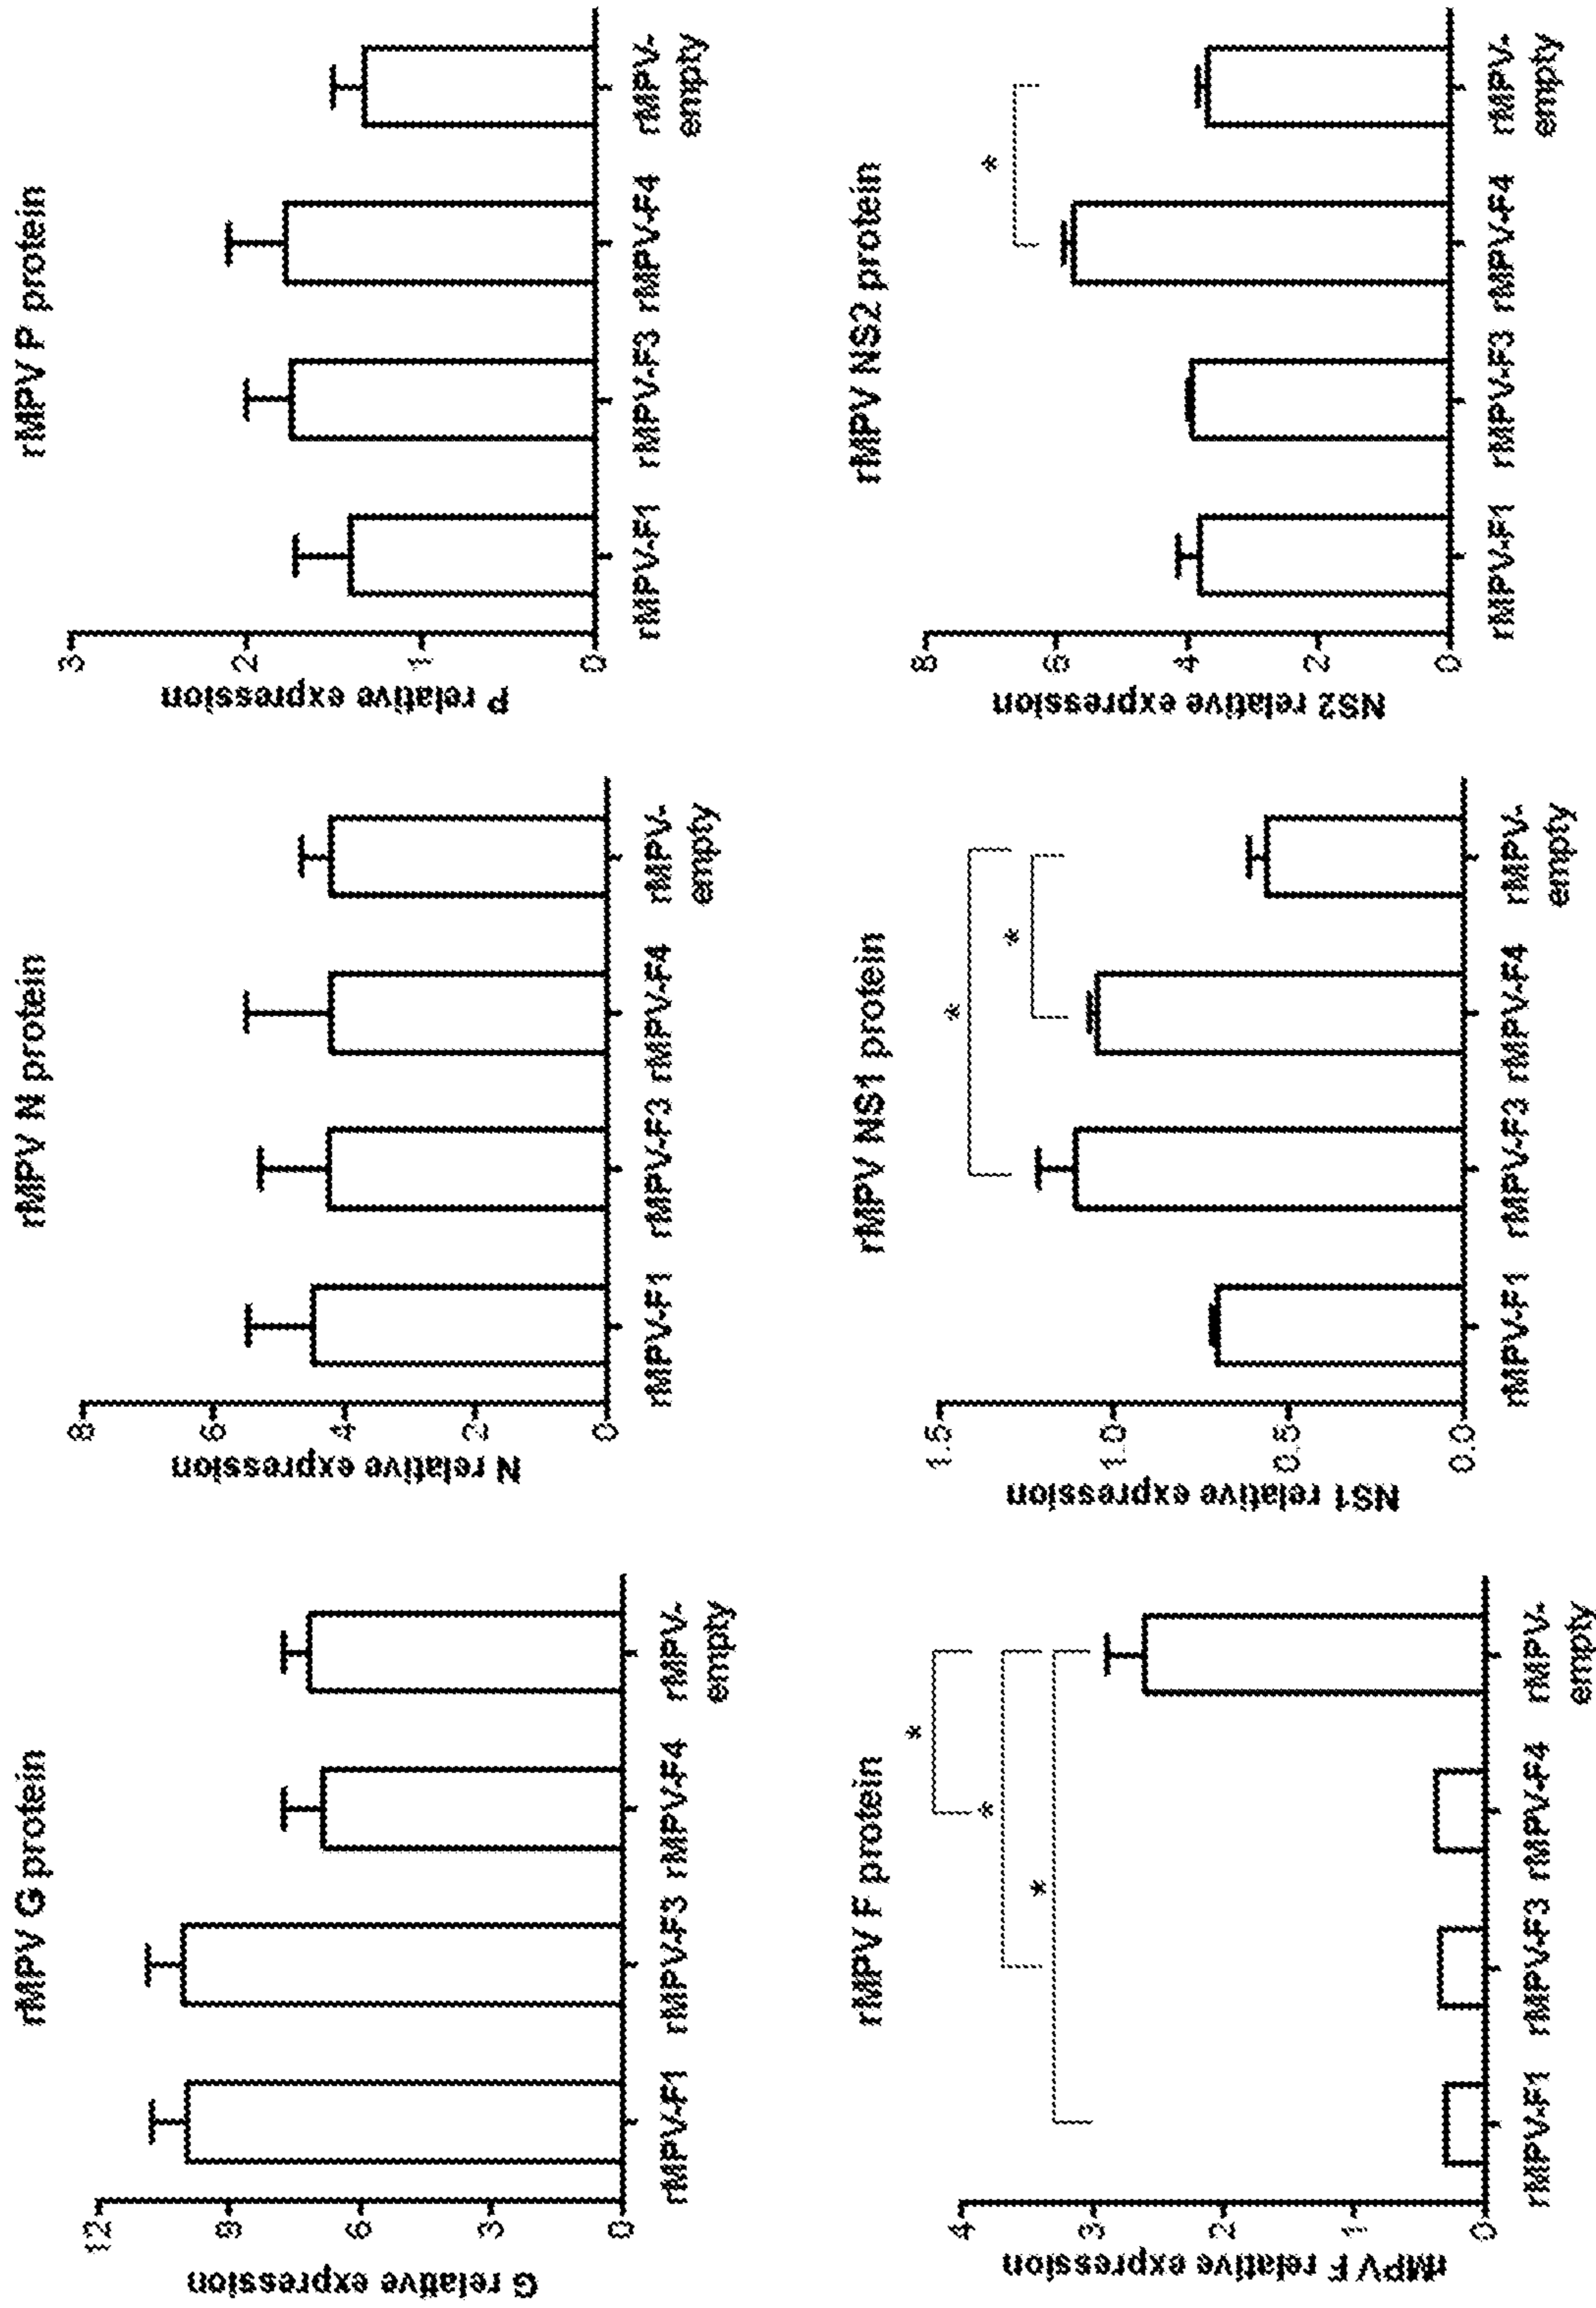 rMPV G protein
G relative expression
12
9
6
3
0
rMPV-F1 rMPV-F3 rMPV-F4 rMPV-
empty
rMPV N protein
N relative expression
8
6
4
2
0
rMPV-F1 rMPV-F3 rMPV-F4 rMPV-
empty
rMPV P protein
P relative expression
3
2
1
0
rMPV-F1 rMPV-F3 rMPV-F4 rMPV-
empty
rMPV F protein
rMPV F relative expression
4
3
2
1
0
*
*
*
rMPV-F1 rMPV-F3 rMPV-F4 rMPV-
empty
rMPV NS1 protein
NS1 relative expression
1.5
1.0
0.5
0.0
*
*
rMPV-F1 rMPV-F3 rMPV-F4 rMPV-
empty
rMPV NS2 protein
NS2 relative expression
8
6
4
2
0
*
rMPV-F1 rMPV-F3 rMPV-F4 rMPV-
empty